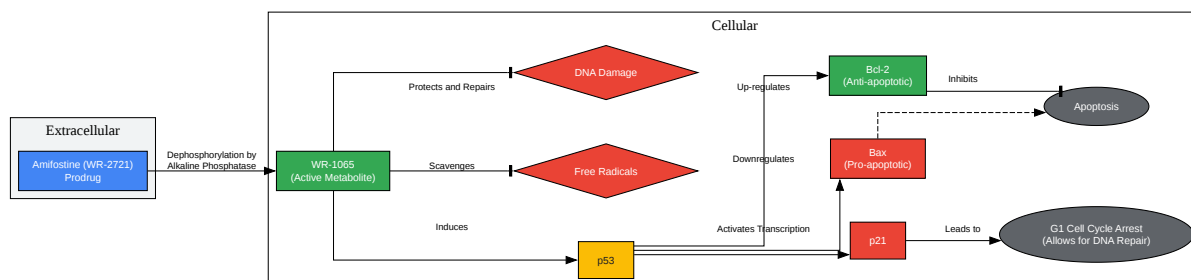 Cellular
Extracellular
Amifostine (WR-2721)
Prodrug
Dephosphorylation by
Alkaline Phosphatase
WR-1065
(Active Metabolite)
Protects and Repairs
DNA Damage
Scavenges
Free Radicals
Induces
p53
Up-regulates
Downregulates
Activates Transcription
Bcl-2
(Anti-apoptotic)
Inhibits
Apoptosis
Bax
(Pro-apoptotic)
p21
Leads to
G1 Cell Cycle Arrest
(Allows for DNA Repair)